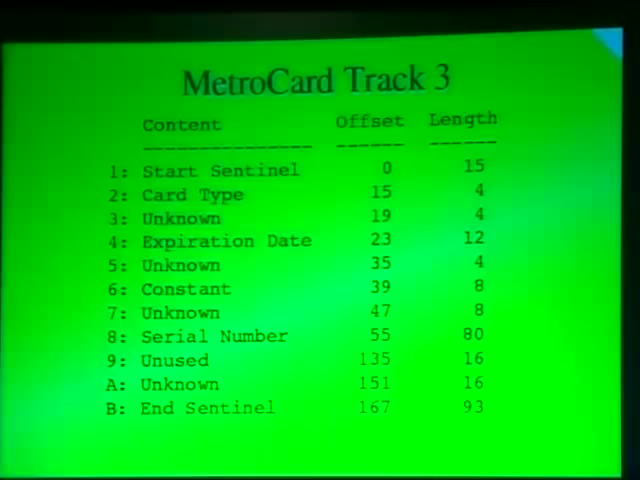 MetroCard Track 3
Content Offset Length
----------------- ------- -------
1: Start Sentinel 0 15
2: Card Type 15 4
3: Unknown 19 4
4: Expiration Date 23 12
5: Unknown 35 4
6: Constant 39 8
7: Unknown 47 8
8: Serial Number 55 80
9: Unused 135 16
A: Unknown 151 16
B: End Sentinel 167 93